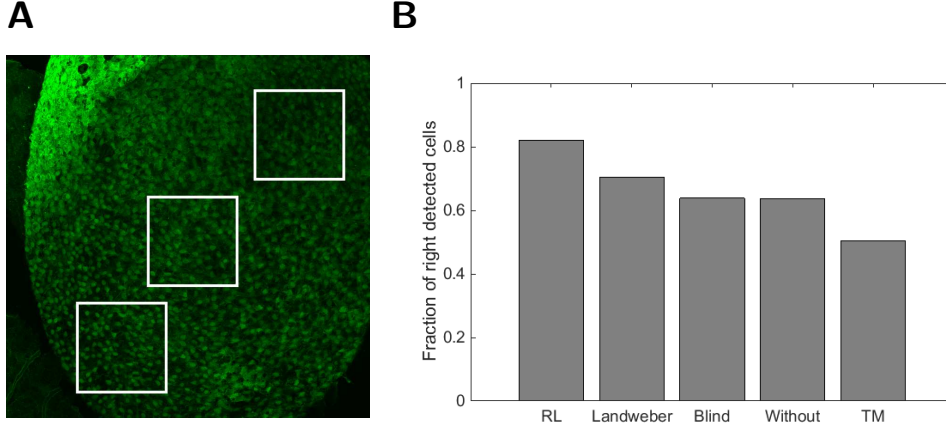 A
B
Fraction of right detected cells
1
0.8
0.6
0.4
0.2
0
RL Landweber Blind Without TM